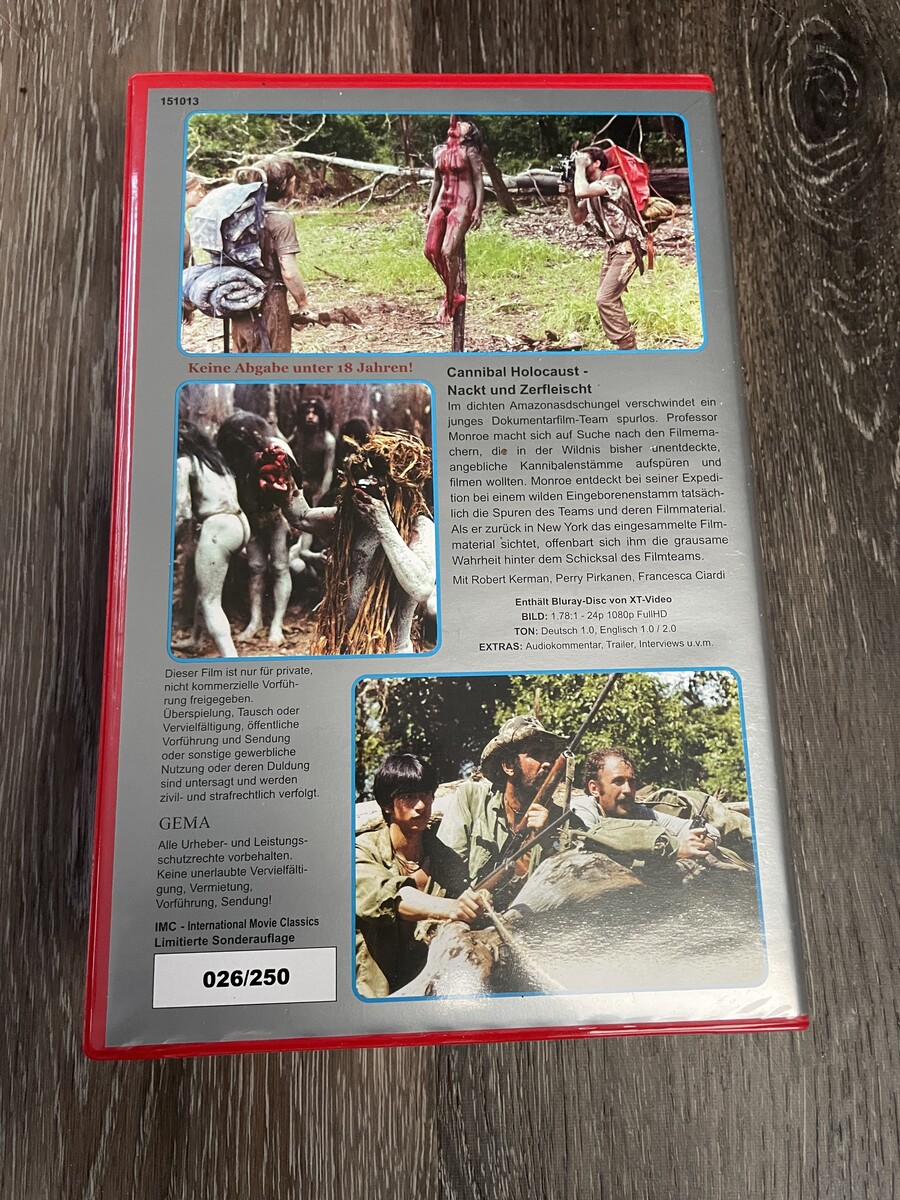 151013
Keine Abgabe unter 18 Jahren!
Cannibal Holocaust -
Nackt und Zerfleischt
Im dichten Amazonasdschungel verschwindet ein
junges Dokumentarfilm-Team spurlos. Professor
Monroe macht sich auf Suche nach den Filmema-
chern, die in der Wildnis bisher unentdeckte,
angebliche Kannibalenstämme aufspüren und
filmen wollten. Monroe entdeckt bei seiner Expedi-
tion bei einem wilden Eingeborenenstamm tatsäch-
lich die Spuren des Teams und deren Filmmaterial.
Als er zurück in New York das eingesammelte Film-
material sichtet, offenbart sich ihm die grausame
Wahrheit hinter dem Schicksal des Filmteams.
Mit Robert Kerman, Perry Pirkanen, Francesca Ciardi
Enthält Bluray-Disc von XT-Video
BILD: 1.78:1 - 24p 1080p FullHD
TON: Deutsch 1.0, Englisch 1.0 / 2.0
EXTRAS: Audiokommentar, Trailer, Interviews u.v.m.
Dieser Film ist nur für private,
nicht kommerzielle Vorfüh-
rung freigegeben.
Überspielung, Tausch oder
Vervielfältigung, öffentliche
Vorführung und Sendung
oder sonstige gewerbliche
Nutzung oder deren Duldung
sind untersagt und werden
zivil- und strafrechtlich verfolgt.
GEMA
Alle Urheber- und Leistungs-
schutzrechte vorbehalten.
Keine unerlaubte Vervielfälti-
gung, Vermietung,
Vorführung, Sendung!
IMC - International Movie Classics
Limitierte Sonderauflage
026/250